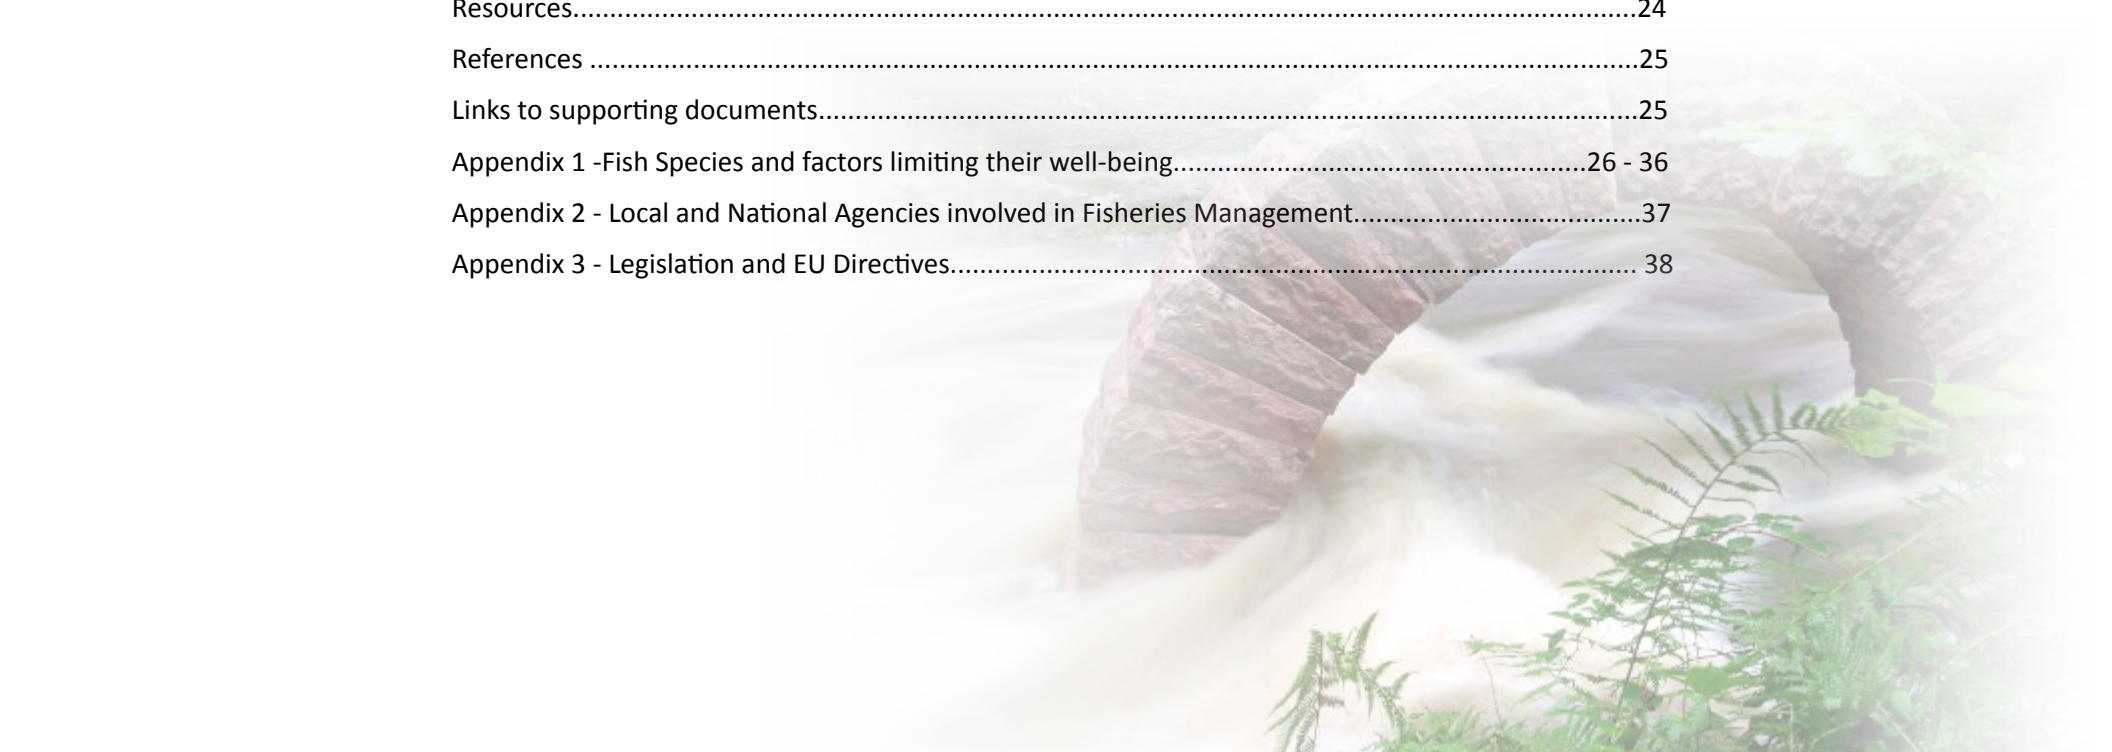 Resources..........................................................................................................................................24
References .........................................................................................................................................25
Links to supporting documents..........................................................................................................25
Appendix 1 -Fish Species and factors limiting their well-being......................................................26 - 36
Appendix 2 - Local and National Agencies involved in Fisheries Management......................................37
Appendix 3 - Legislation and EU Directives.......................................................................................... 38